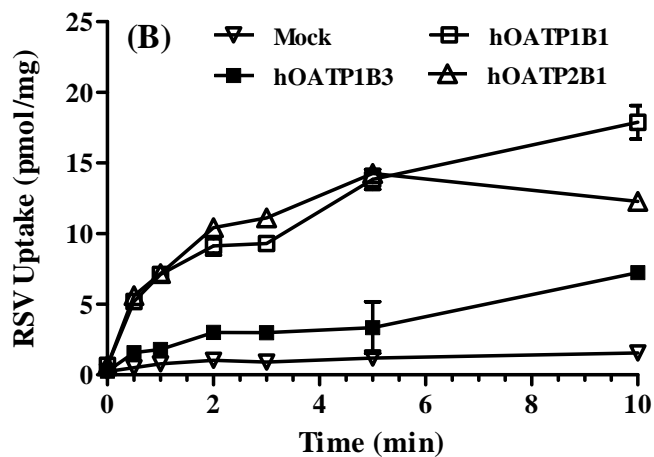 (B) Mock hOATP1B1
hOATP1B3 hOATP2B1
RSV Uptake (pmol/mg)
25
20
15
10
5
0
0 2 4 6 8 10
Time (min)